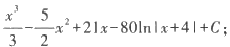 x³/3 - 5/2 x² + 21x - 80ln|x+4| + C;